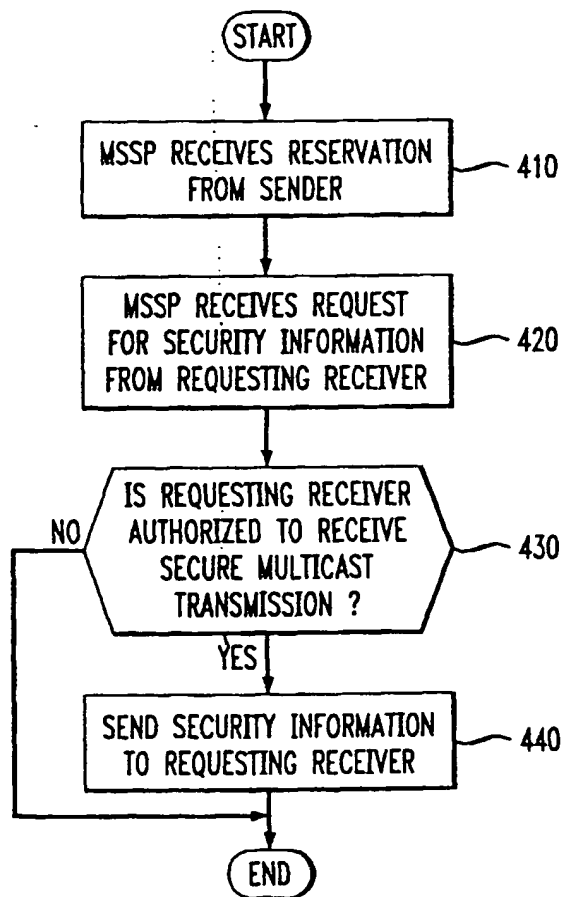 START
MSSP RECEIVES RESERVATION
FROM SENDER
410
MSSP RECEIVES REQUEST
FOR SECURITY INFORMATION
FROM REQUESTING RECEIVER
420
IS REQUESTING RECEIVER
AUTHORIZED TO RECEIVE
SECURE MULTICAST
TRANSMISSION ?
430
NO
YES
SEND SECURITY INFORMATION
TO REQUESTING RECEIVER
440
END